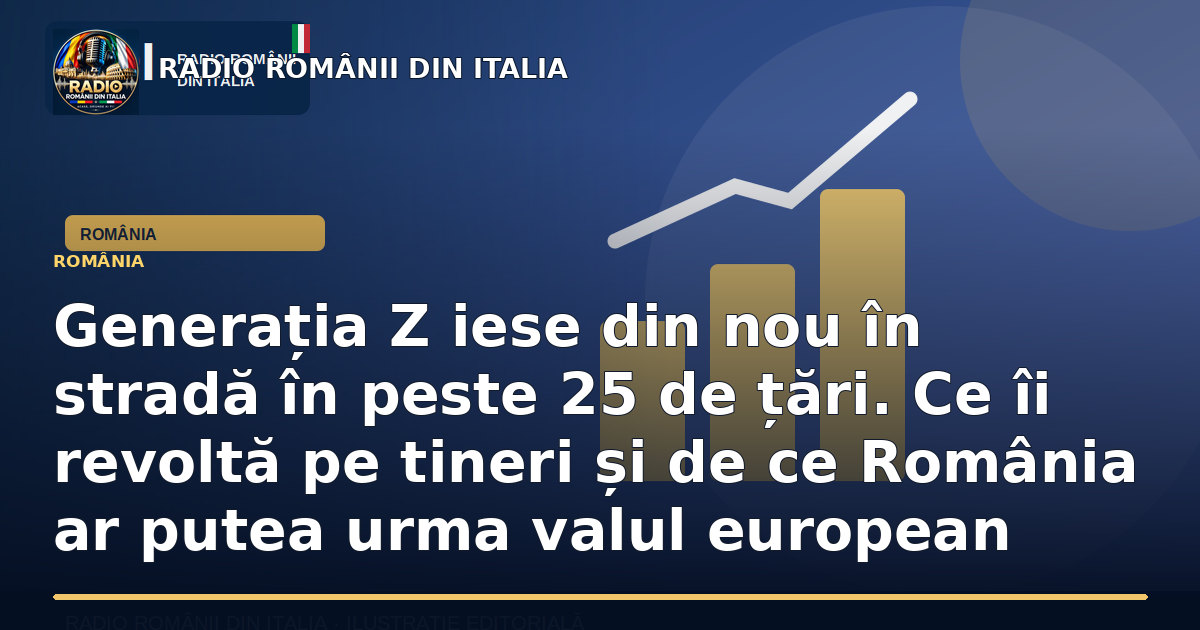 RADIO
ROMÂNII DIN ITALIA
RADIO ROMÂNII
DIN ITALIA
RADIO ROMÂNII DIN ITALIA
ROMÂNIA
ROMÂNIA
Generația Z iese din nou în
stradă în peste 25 de țări. Ce îi
revoltă pe tineri și de ce România
ar putea urma valul european
RADIO ROMÂNII DIN ITALIA · ILUSTRAȚIE EDITORIALĂ